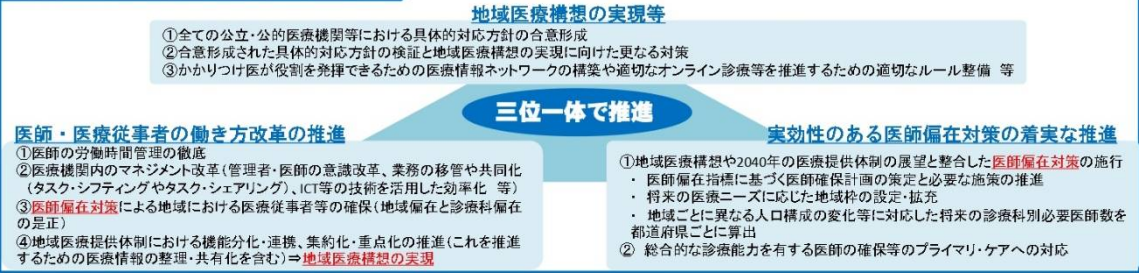 地域医療構想の実現等
①全ての公立・公的医療機関等における具体的対応方針の合意形成
②合意形成された具体的対応方針の検証と地域医療構想の実現に向けた更なる対策
③かかりつけ医が役割を発揮できるための医療情報ネットワークの構築や適切なオンライン診療等を推進するための適切なルール整備 等
三位一体で推進
医師・医療従事者の働き方改革の推進
①医師の労働時間管理の徹底
②医療機関内のマネジメント改革(管理者・医師の意識改革、業務の移管や共同化
(タスク・シフティングやタスク・シェアリング)、ICT等の技術を活用した効率化 等)
③医師偏在対策による地域における医療従事者等の確保(地域偏在と診療科偏在
の是正)
④地域医療提供体制における機能分化・連携、集約化・重点化の推進(これを推進
するための医療情報の整理・共有化を含む)⇒地域医療構想の実現
実効性のある医師偏在対策の着実な推進
①地域医療構想や2040年の医療提供体制の展望と整合した医師偏在対策の施行
・ 医師偏在指標に基づく医師確保計画の策定と必要な施策の推進
・ 将来の医療ニーズに応じた地域枠の設定・拡充
・ 地域ごとに異なる人口構成の変化等に対応した将来の診療科別必要医師数を
都道府県ごとに算出
② 総合的な診療能力を有する医師の確保等のプライマリ・ケアへの対応